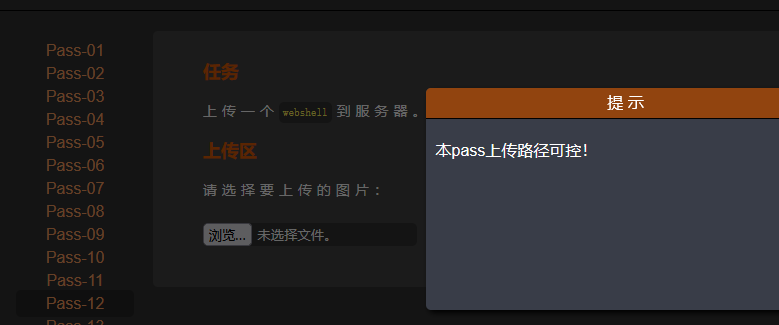 Pass-01
Pass-02
Pass-03
Pass-04
Pass-05
Pass-06
Pass-07
Pass-08
Pass-09
Pass-10
Pass-11
Pass-12
Pass-13
任务
上传一个 webshell 到服务器。
上传区
请选择要上传的图片：
浏览... 未选择文件。
提示
本pass上传路径可控！